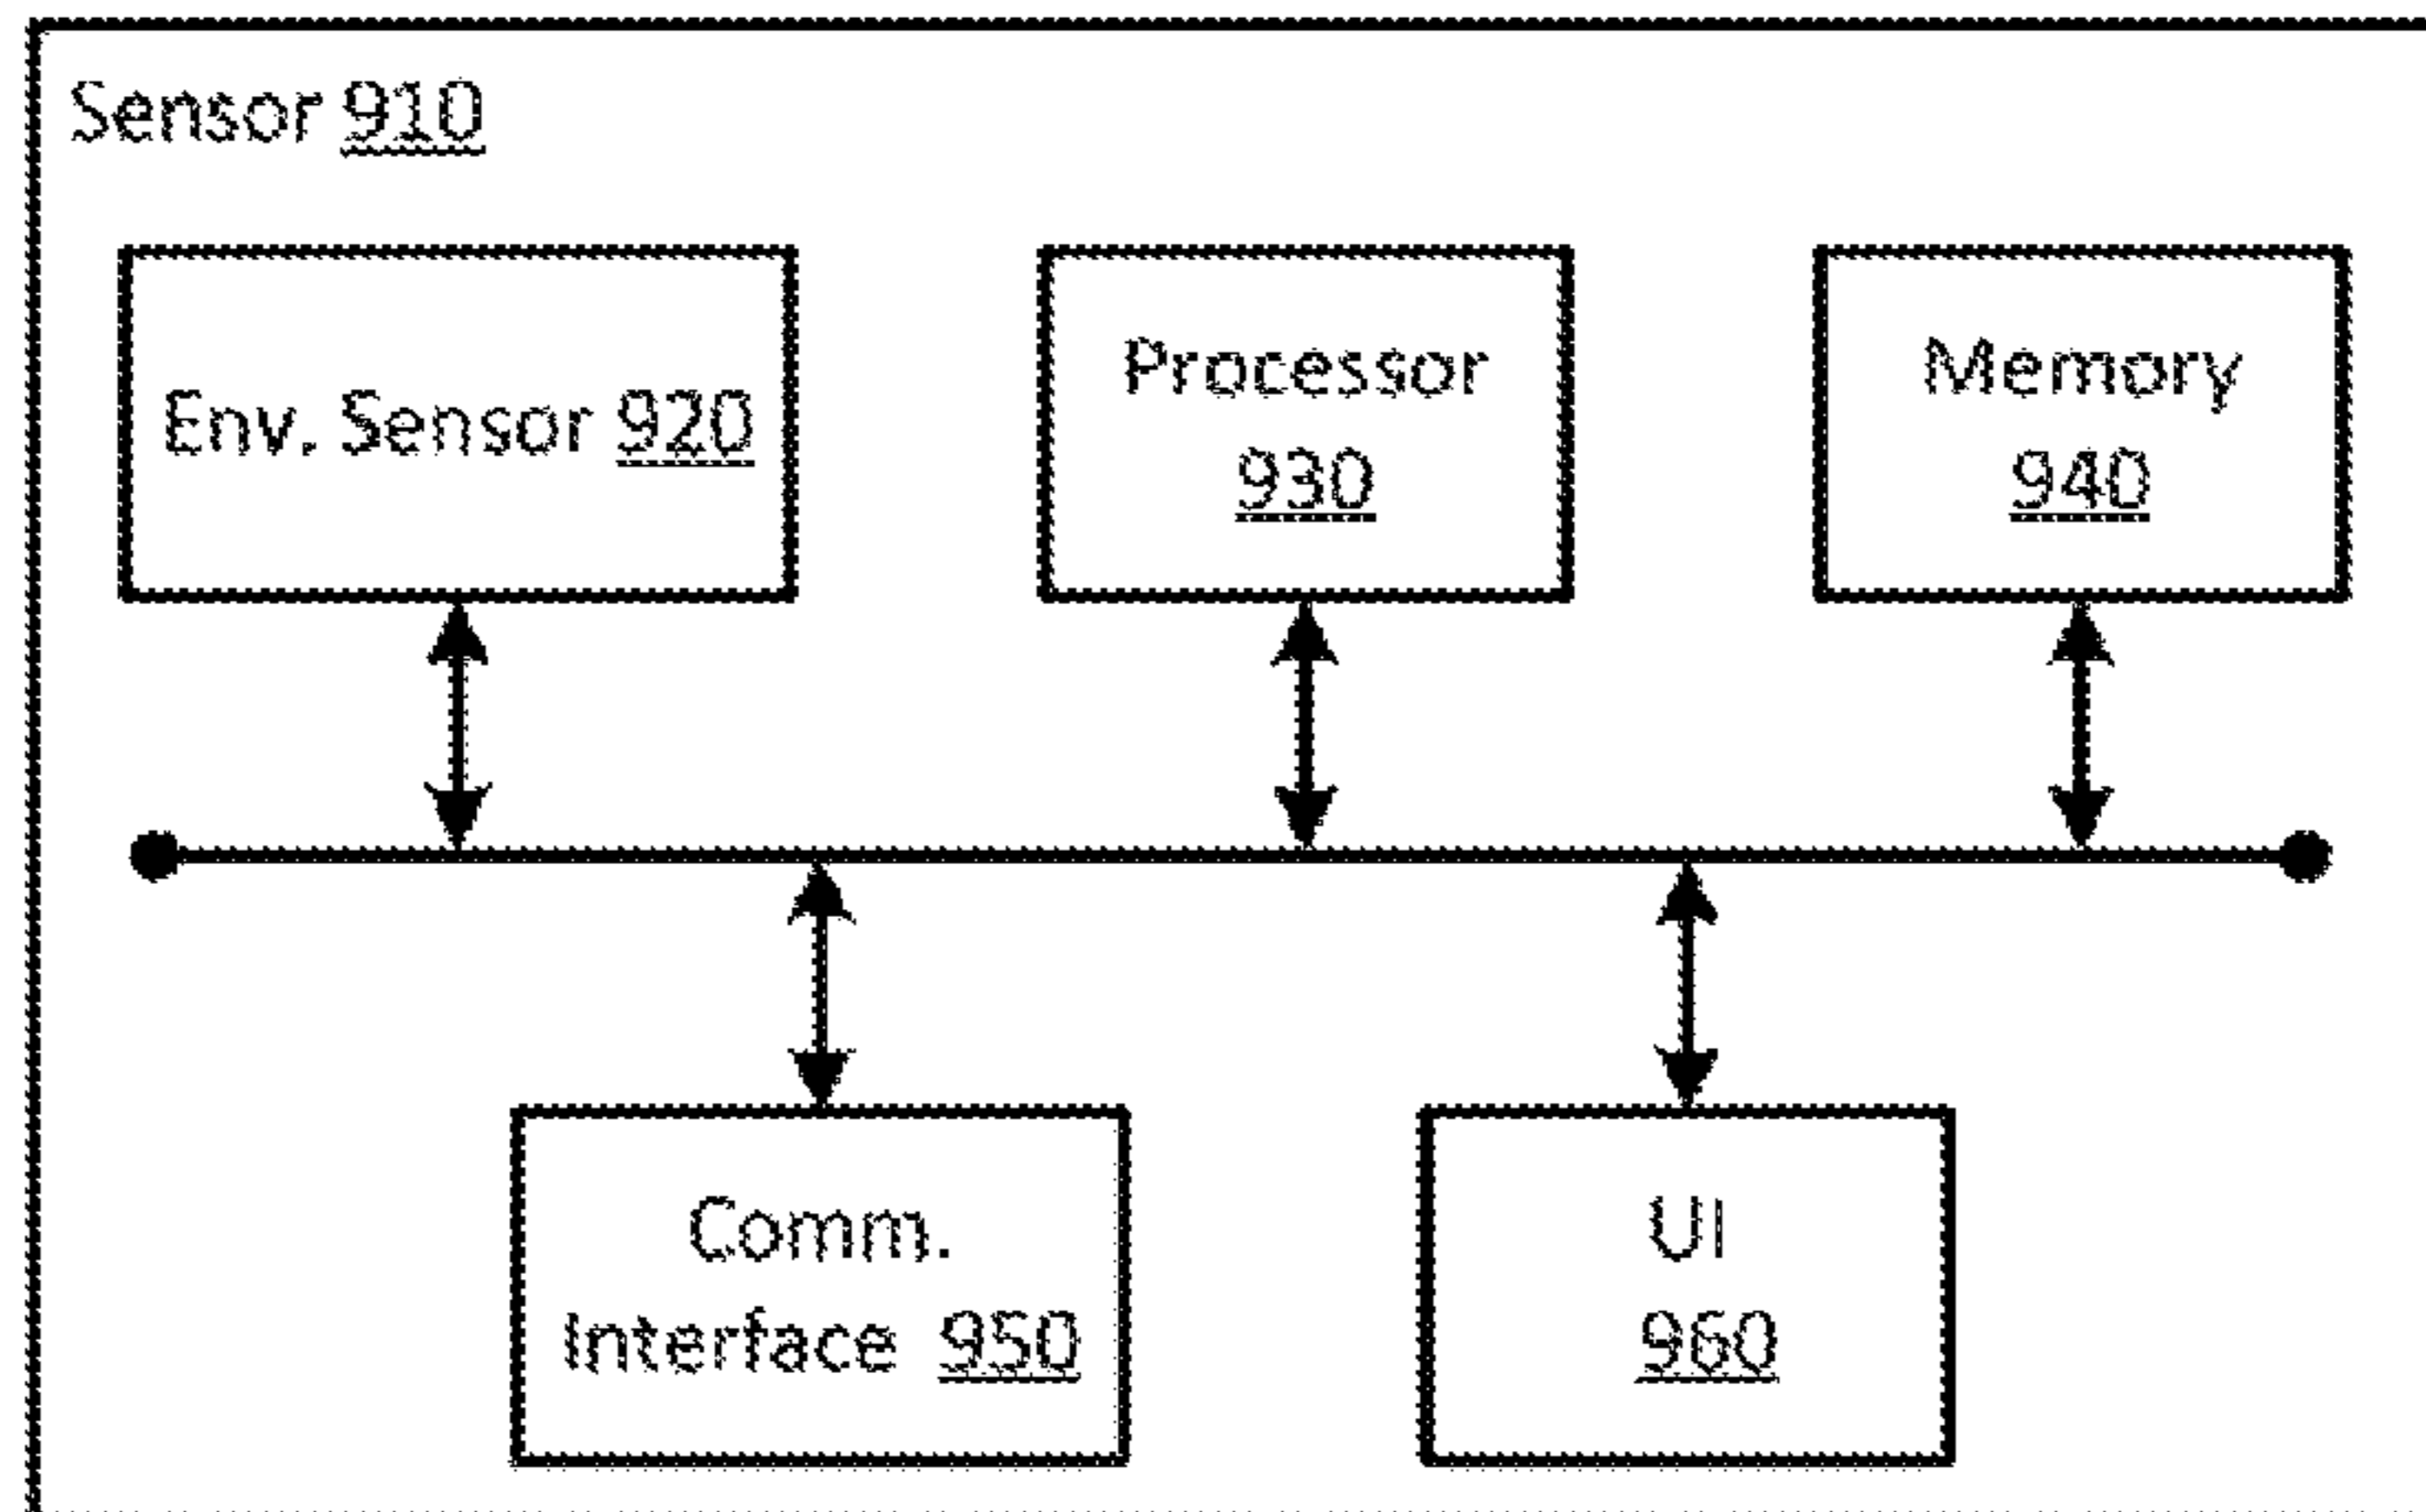 Sensor 910
Env. Sensor 920
Processor
930
Memory
940
Comm.
Interface 950
UI
960